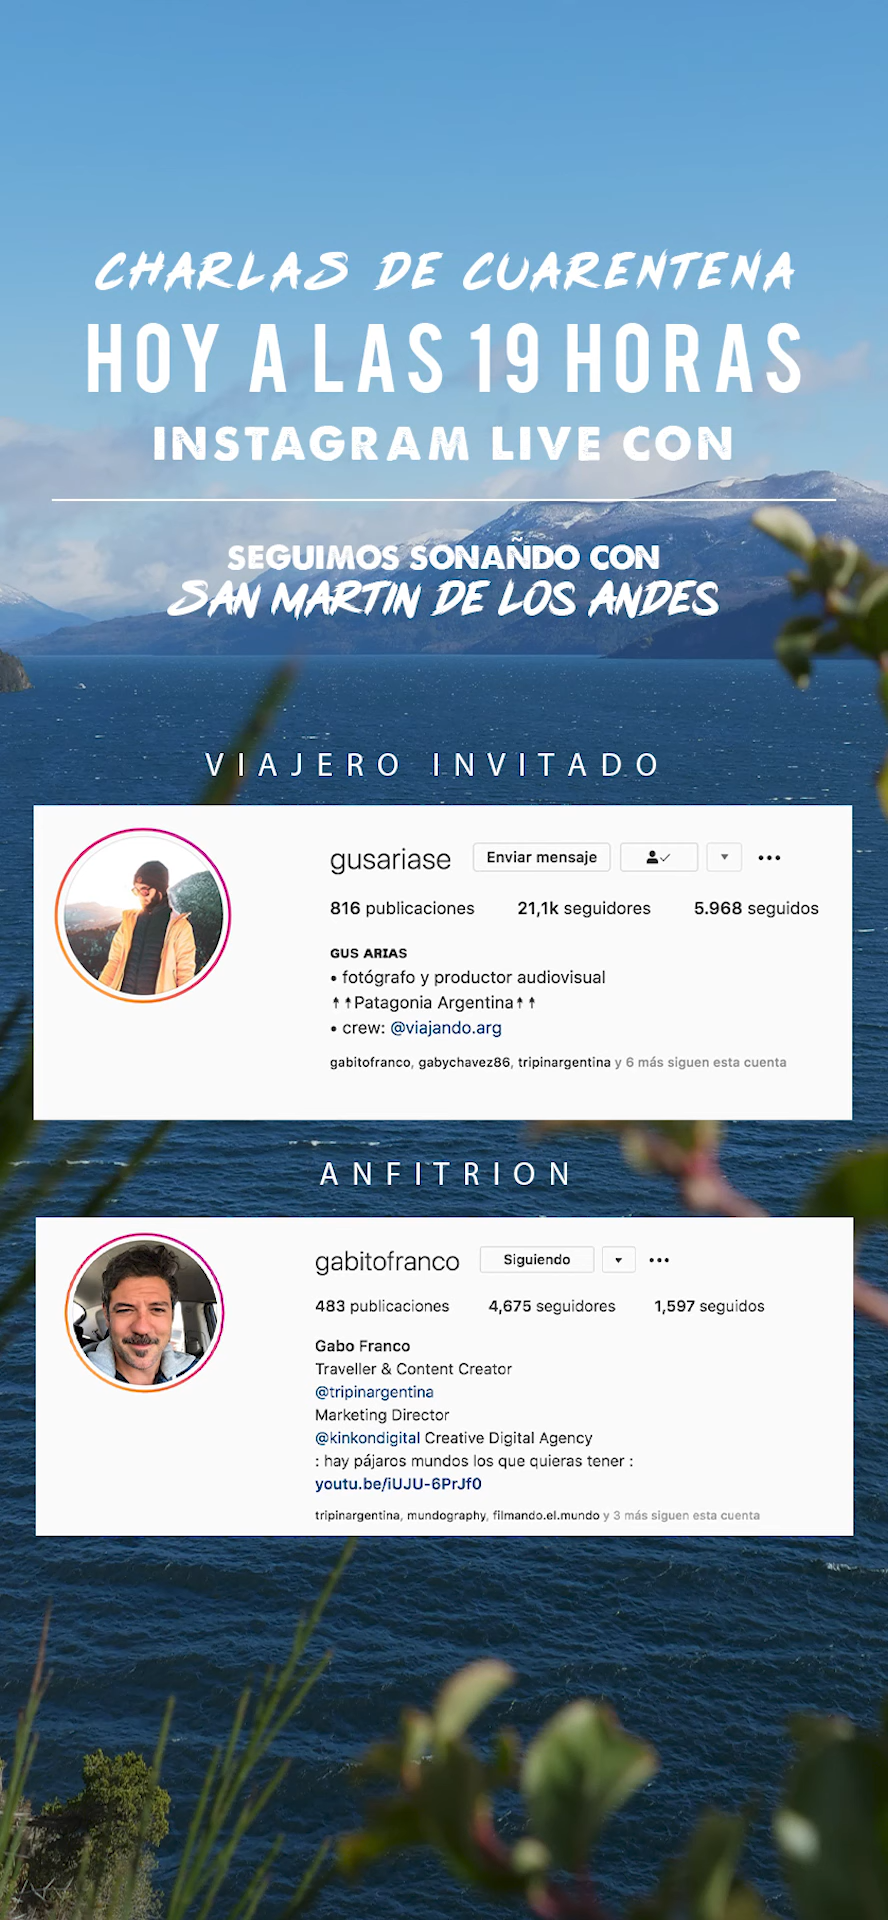 CHARLAS DE CUARENTENA
HOY A LAS 19 HORAS
INSTAGRAM LIVE CON
SEGUIMOS SONAÑDO CON
SAN MARTIN DE LOS ANDES
VIAJERO INVITADO
gusariase Enviar mensaje
816 publicaciones 21,1k seguidores 5.968 seguidos
GUS ARIAS
• fotógrafo y productor audiovisual
↟↟Patagonia Argentina↟↟
• crew: @viajando.arg
gabitofranco, gabychavez86, tripinargentina y 6 más siguen esta cuenta
ANFITRION
gabitofranco Siguiendo
483 publicaciones 4,675 seguidores 1,597 seguidos
Gabo Franco
Traveller & Content Creator
@tripinargentina
Marketing Director
@kinkondigital Creative Digital Agency
: hay pájaros mundos los que quieras tener :
youtu.be/iUJU-6PrJf0
tripinargentina, mundography, filmando.el.mundo y 3 más siguen esta cuenta